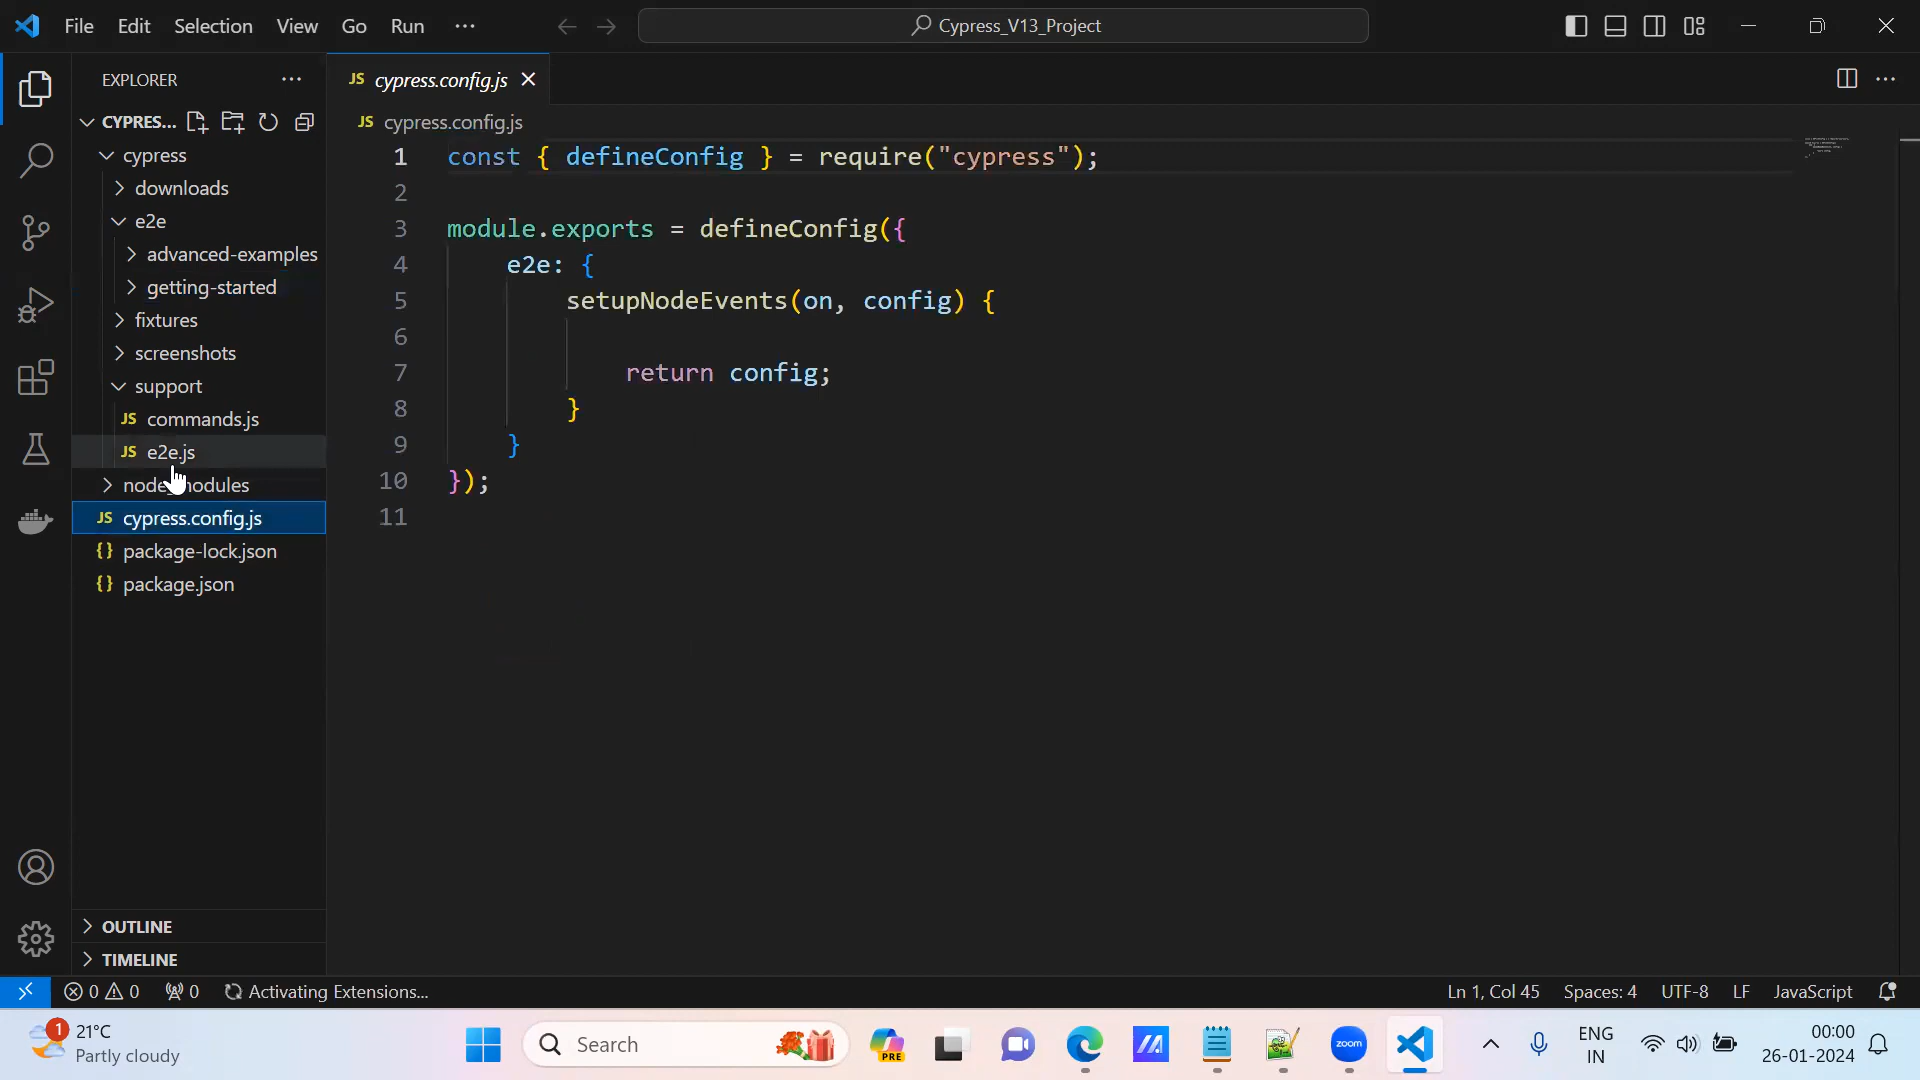 File Edit Selection View Go Run ··· Cypress_V13_Project
EXPLORER ···
CYPRES...
cypress
downloads
e2e
advanced-examples
getting-started
fixtures
screenshots
support
JS commands.js
JS e2e.js
node_modules
JS cypress.config.js
{} package-lock.json
{} package.json
OUTLINE
TIMELINE
JS cypress.config.js
JS cypress.config.js
1 const { defineConfig } = require("cypress");
2
3 module.exports = defineConfig({
4 e2e: {
5 setupNodeEvents(on, config) {
6
7 return config;
8 }
9 }
10 });
11
0 0 0 Activating Extensions... Ln 1, Col 45 Spaces: 4 UTF-8 LF JavaScript
1 21°C
Partly cloudy
Search
PRE
zoom
ENG
IN
00:00
26-01-2024